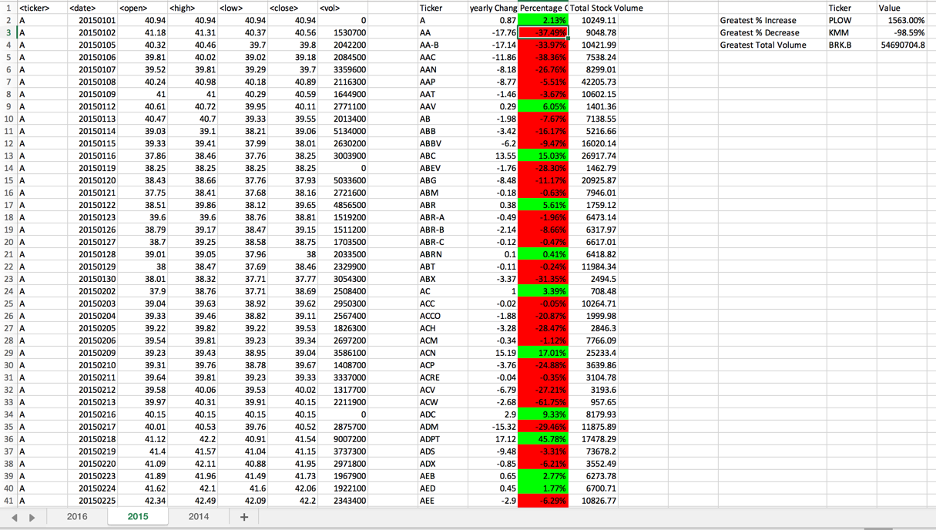 1 <ticker> <date> <open> <high> <low> <close> <vol> Ticker yearly Chang Percentage C Total Stock Volume Ticker Value
2 A 20150101 40.94 40.94 40.94 40.94 0 A 0.87 2.13% 10249.11 Greatest % Increase PLOW 1563.00%
3 A 20150102 41.18 41.31 40.37 40.56 1530700 AA -17.76 -37.49% 9048.78 Greatest % Decrease KMM -98.59%
4 A 20150105 40.32 40.46 39.7 39.8 2042200 AA-B -17.14 -33.97% 10421.99 Greatest Total Volume BRK.B 54690704.8
5 A 20150106 39.81 40.02 39.02 39.18 2084500 AAC -11.86 -38.36% 7538.24
6 A 20150107 39.52 39.81 39.29 39.7 3359600 AAN -8.18 -26.76% 8299.01
7 A 20150108 40.24 40.98 40.18 40.89 2116300 AAP -8.77 -5.51% 42205.73
8 A 20150109 41 41 40.29 40.59 1644900 AAT -1.46 -3.67% 10602.15
9 A 20150112 40.61 40.72 39.95 40.11 2771100 AAV 0.29 6.05% 1401.36
10 A 20150113 40.47 40.7 39.33 39.55 2013400 AB -1.98 -7.67% 7138.55
11 A 20150114 39.03 39.1 38.21 39.06 5134000 ABB -3.42 -16.17% 5216.66
12 A 20150115 39.33 39.41 37.99 38.01 2630200 ABBV -6.2 -9.47% 16020.14
13 A 20150116 37.86 38.46 37.76 38.25 3003900 ABC 13.55 15.03% 26917.74
14 A 20150119 38.25 38.25 38.25 38.25 0 ABEV -1.76 -28.30% 1462.79
15 A 20150120 38.43 38.66 37.76 37.93 5033600 ABG -8.48 -11.17% 20925.87
16 A 20150121 37.75 38.41 37.68 38.16 2721600 ABM -0.18 -0.63% 7946.01
17 A 20150122 38.51 39.86 38.12 39.65 4856500 ABR 0.38 5.61% 1759.12
18 A 20150123 39.6 39.6 38.76 38.81 1519200 ABR-A -0.49 -1.96% 6473.14
19 A 20150126 38.79 39.17 38.47 39.15 1511200 ABR-B -2.14 -8.66% 6317.97
20 A 20150127 38.7 39.25 38.58 38.75 1703500 ABR-C -0.12 -0.47% 6617.01
21 A 20150128 39.01 39.05 37.96 38 2033500 ABRN 0.1 0.41% 6418.82
22 A 20150129 38 38.47 37.69 38.46 2329900 ABT -0.11 -0.24% 11984.34
23 A 20150130 38.01 38.32 37.71 37.77 3054300 ABX -3.37 -31.35% 2494.5
24 A 20150202 37.9 38.76 37.31 38.69 2508400 AC 1 3.39% 708.48
25 A 20150203 39.04 39.63 38.92 39.62 2950300 ACC -0.02 -0.05% 10264.71
26 A 20150204 39.33 39.46 38.82 39.11 2567400 ACCO -1.88 -20.87% 1999.98
27 A 20150205 39.22 39.82 39.22 39.53 1826300 ACH -3.28 -28.47% 2846.3
28 A 20150206 39.54 39.81 39.23 39.34 2697200 ACM -0.34 -1.12% 7766.09
29 A 20150209 39.23 39.43 38.95 39.04 3586100 ACN 15.19 17.01% 25233.4
30 A 20150210 39.31 39.76 38.78 39.67 1408700 ACP -3.76 -24.88% 3639.86
31 A 20150211 39.64 39.81 39.23 39.33 3337000 ACRE -0.04 -0.35% 3104.78
32 A 20150212 39.58 40.06 39.53 40.02 1317700 ACV -6.79 -27.21% 3193.6
33 A 20150213 39.97 40.31 39.91 40.15 2211900 ACW -2.68 -61.75% 957.65
34 A 20150216 40.15 40.15 40.15 40.15 0 ADC 2.9 9.33% 8179.93
35 A 20150217 40.01 40.53 39.76 40.52 2875700 ADM -15.32 -29.46% 11875.89
36 A 20150218 41.12 42.2 40.91 41.54 9007200 ADPT 17.12 45.78% 17478.29
37 A 20150219 41.4 41.57 41.04 41.15 3737300 ADS -9.48 -3.31% 73678.2
38 A 20150220 41.09 42.11 40.88 41.95 2971800 ADX -0.85 -6.21% 3552.49
39 A 20150223 41.89 41.96 41.49 41.73 1967900 AEB 0.65 2.77% 6273.78
40 A 20150224 41.62 42.1 41.6 42.06 1922100 AED 0.45 1.77% 6700.71
41 A 20150225 42.34 42.49 42.09 42.2 2343400 AEE -2.9 -6.29% 10826.77
2016 2015 2014 +